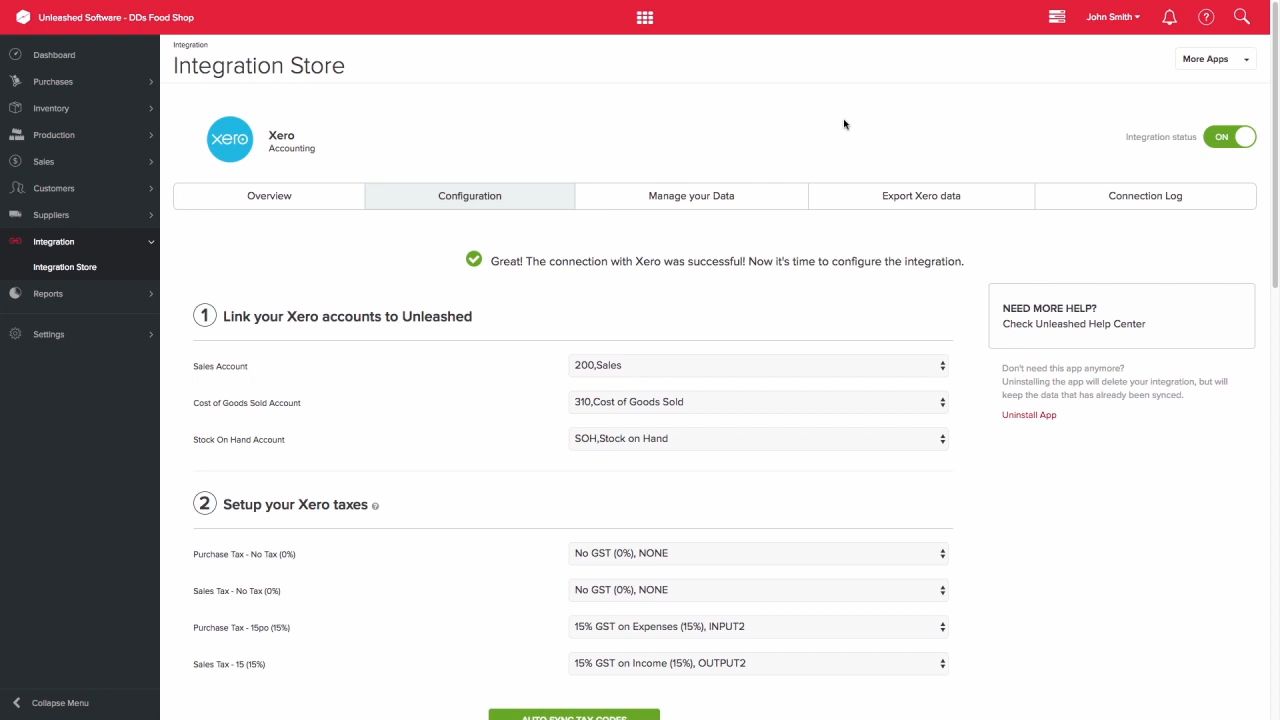 Unleashed Software - DDs Food Shop
John Smith
Dashboard
Purchases
Inventory
Production
Sales
Customers
Suppliers
Integration
Integration Store
Reports
Settings
Collapse Menu
Integration
Integration Store
More Apps
xero
Xero
Accounting
Integration status
ON
Overview
Configuration
Manage your Data
Export Xero data
Connection Log
Great! The connection with Xero was successful! Now it's time to configure the integration.
1 Link your Xero accounts to Unleashed
Sales Account
200,Sales
Cost of Goods Sold Account
310,Cost of Goods Sold
Stock On Hand Account
SOH,Stock on Hand
2 Setup your Xero taxes ?
Purchase Tax - No Tax (0%)
No GST (0%), NONE
Sales Tax - No Tax (0%)
No GST (0%), NONE
Purchase Tax - 15po (15%)
15% GST on Expenses (15%), INPUT2
Sales Tax - 15 (15%)
15% GST on Income (15%), OUTPUT2
AUTO SYNC TAX CODES
NEED MORE HELP?
Check Unleashed Help Center
Don't need this app anymore?
Uninstalling the app will delete your integration, but will
keep the data that has already been synced.
Uninstall App